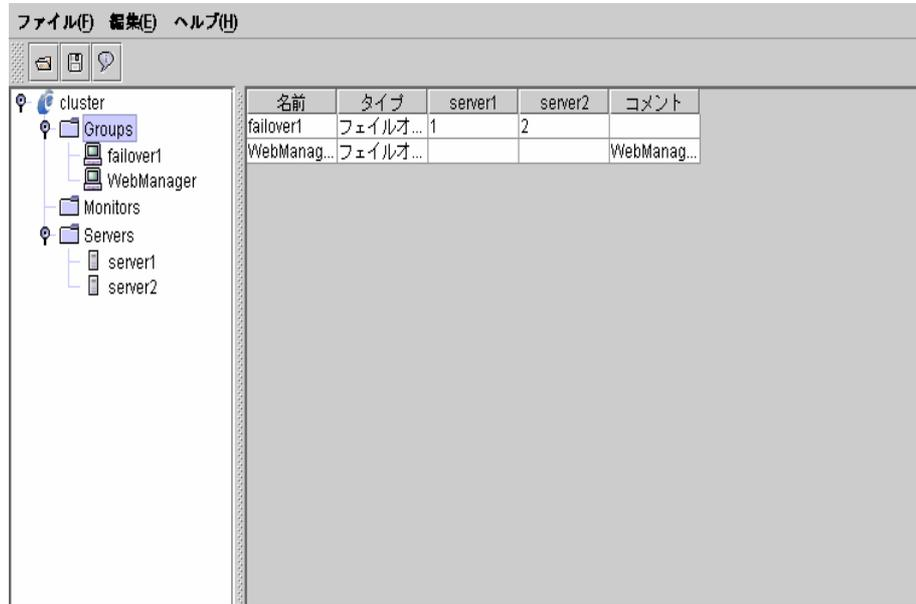 ファイル(F) 編集(E) ヘルプ(H)
cluster
Groups
failover1
WebManager
Monitors
Servers
server1
server2
名前 タイプ server1 server2 コメント
failover1 フェイルオ... 1 2
WebManag... フェイルオ... WebManag...